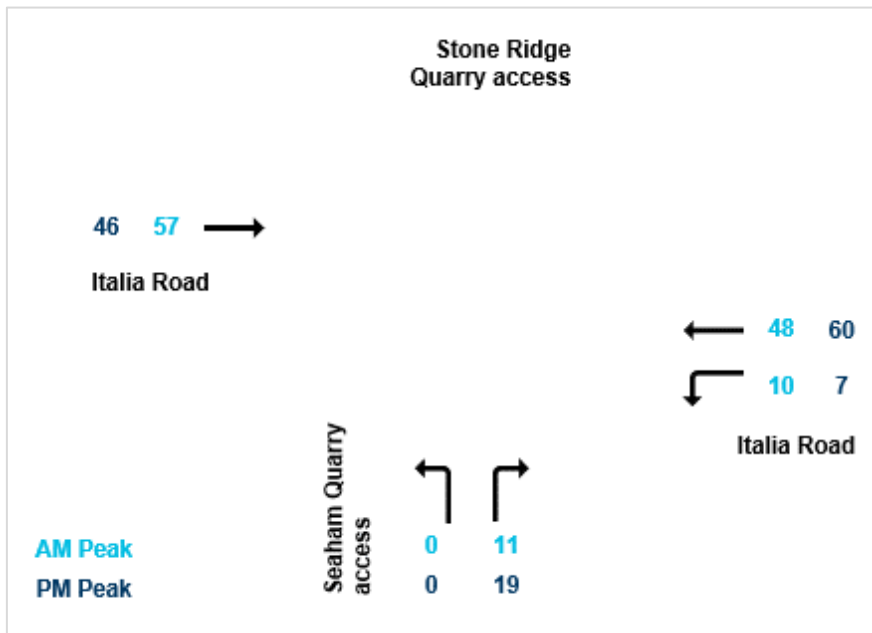 Stone Ridge
Quarry access
46 57
Italia Road
48 60
10 7
Italia Road
Seaham Quarry
access
AM Peak 0 11
PM Peak 0 19